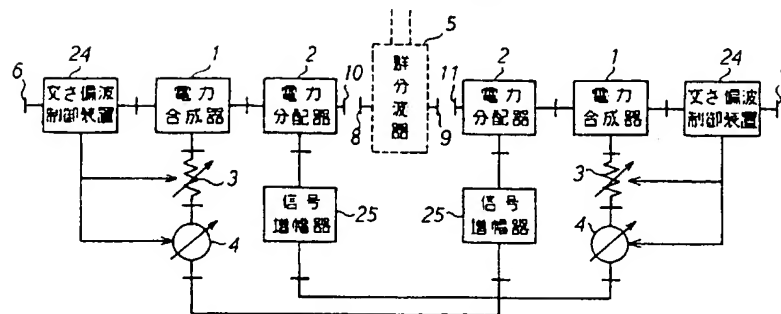 24
1
2
5
2
1
24
6
10
11
交さ偏波
制御装置
電力
合成器
電力
分配器
群分波器
電力
分配器
電力
合成器
交さ偏波
制御装置
8
9
3
3
信号
増幅器
25
25
信号
増幅器
4
4